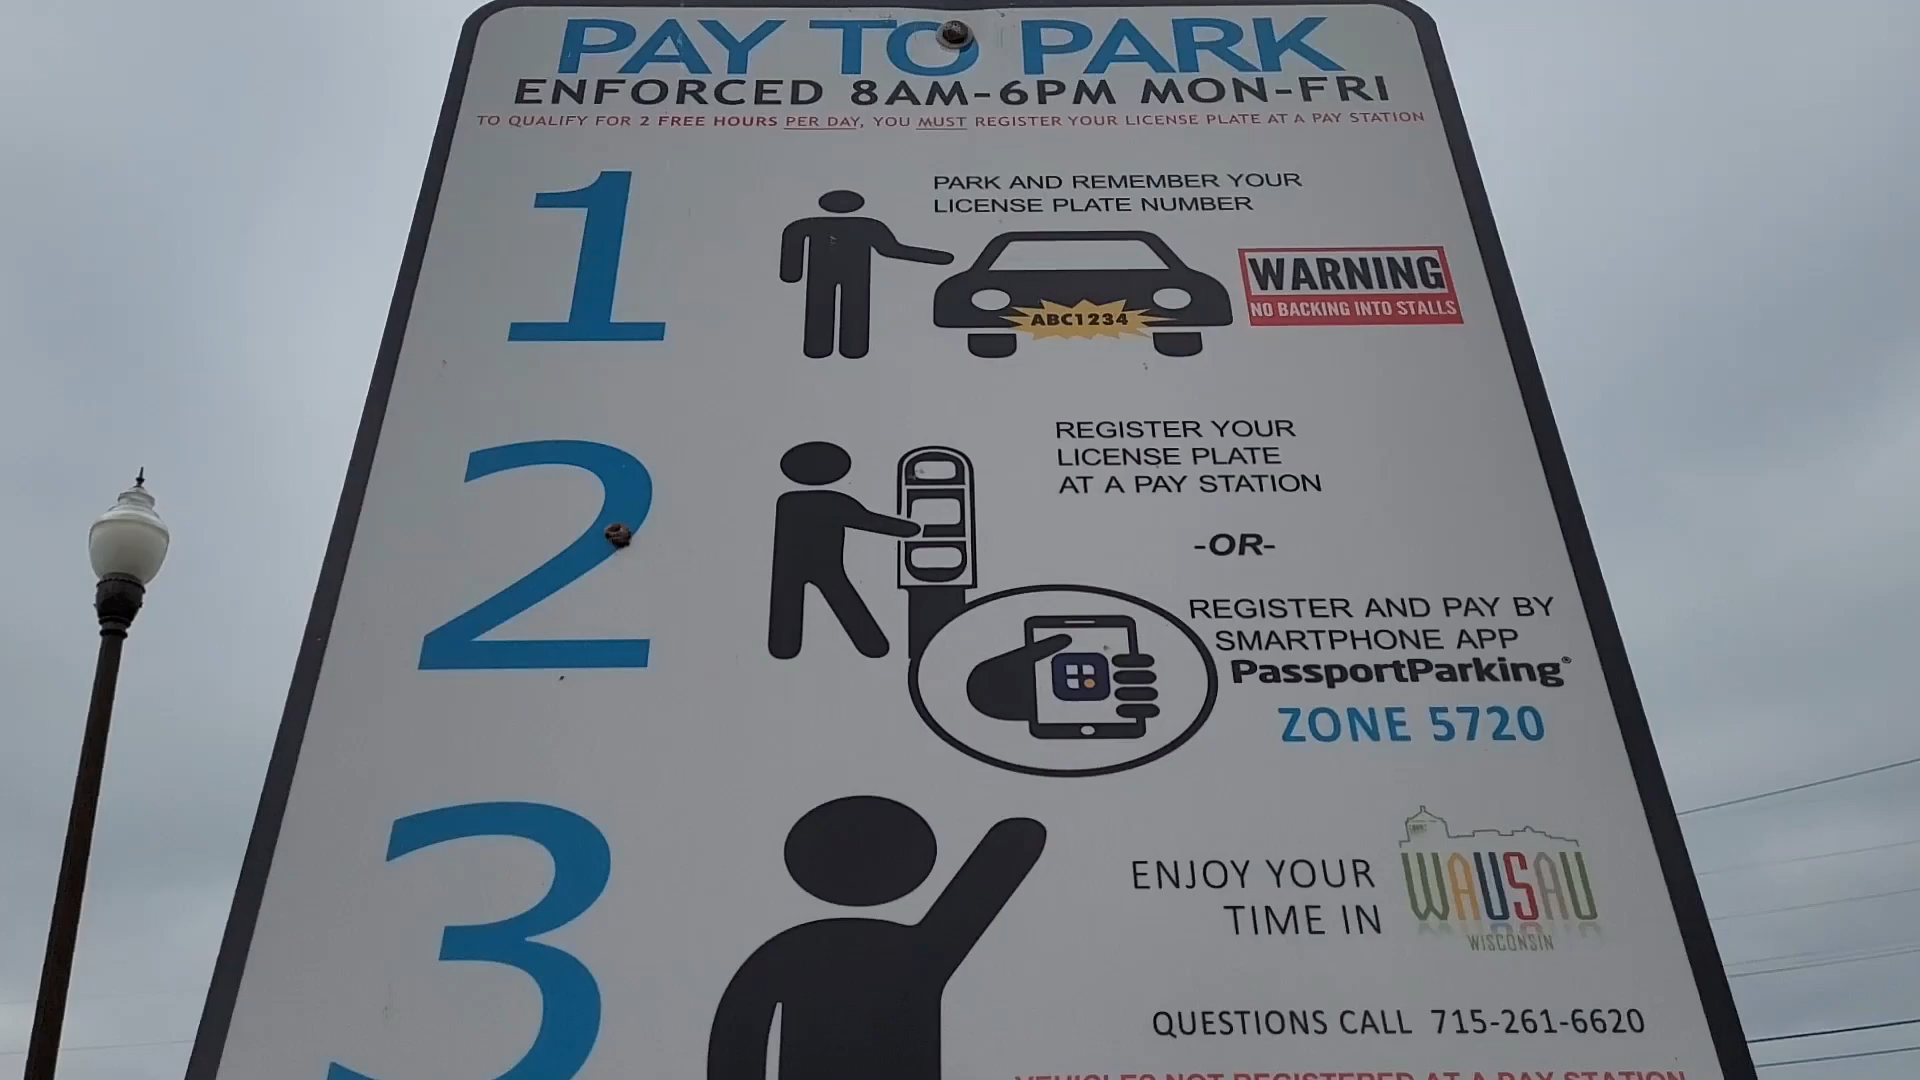 PAY TO PARK
ENFORCED 8AM-6PM MON-FRI
TO QUALIFY FOR 2 FREE HOURS PER DAY, YOU MUST REGISTER YOUR LICENSE PLATE AT A PAY STATION
1
PARK AND REMEMBER YOUR
LICENSE PLATE NUMBER
ABC1234
WARNING
NO BACKING INTO STALLS
2
REGISTER YOUR
LICENSE PLATE
AT A PAY STATION
-OR-
REGISTER AND PAY BY
SMARTPHONE APP
PassportParking®
ZONE 5720
3
ENJOY YOUR
TIME IN
WAUSAU
WISCONSIN
QUESTIONS CALL 715-261-6620
VEHICLES NOT REGISTERED AT A PAY STATION